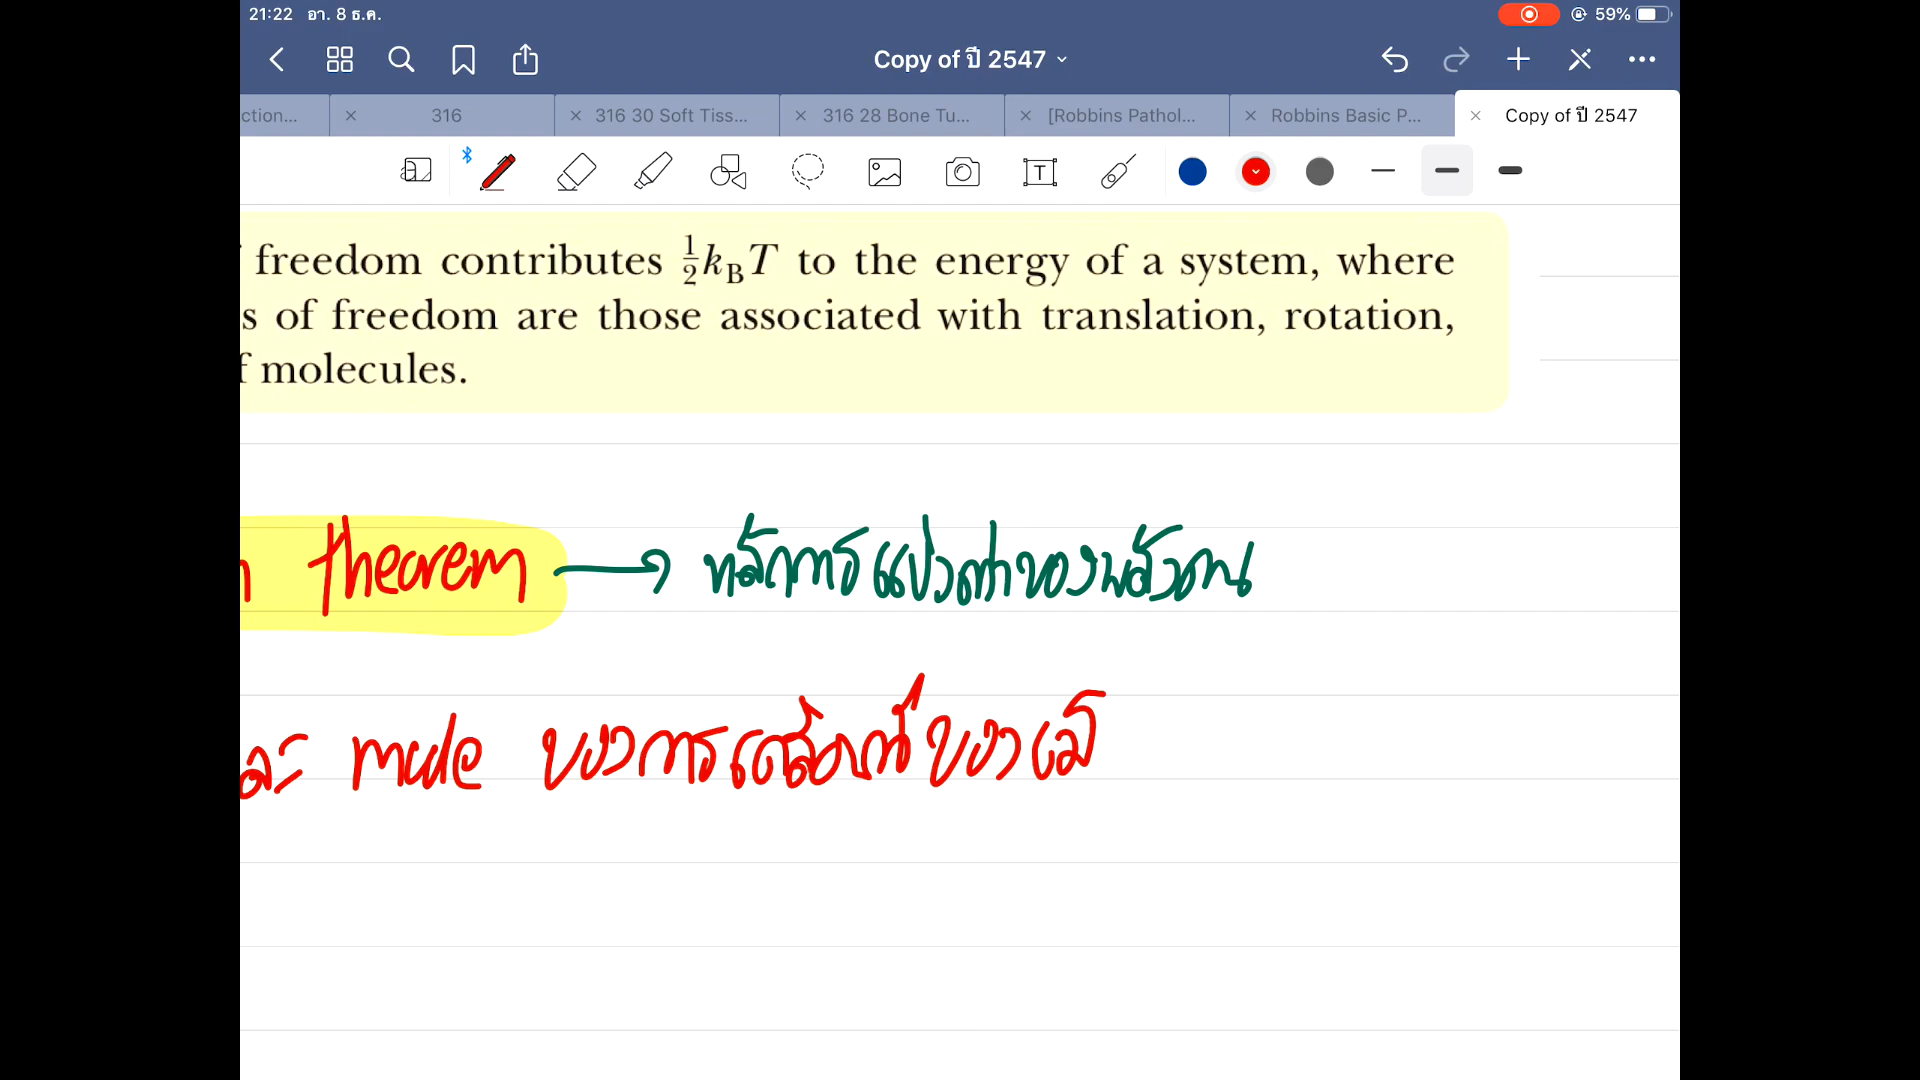 21:22 อา. 8 ธ.ค.
59%
Copy of ปี 2547
ction...
316
316 30 Soft Tiss...
316 28 Bone Tu...
[Robbins Pathol...
Robbins Basic P...
Copy of ปี 2547
freedom contributes ½k_BT to the energy of a system, where
s of freedom are those associated with translation, rotation,
f molecules.
n theorem → หลักการแบ่งเท่าของพลังงาน
ละ mode ของการเคลื่อนที่ของแม้